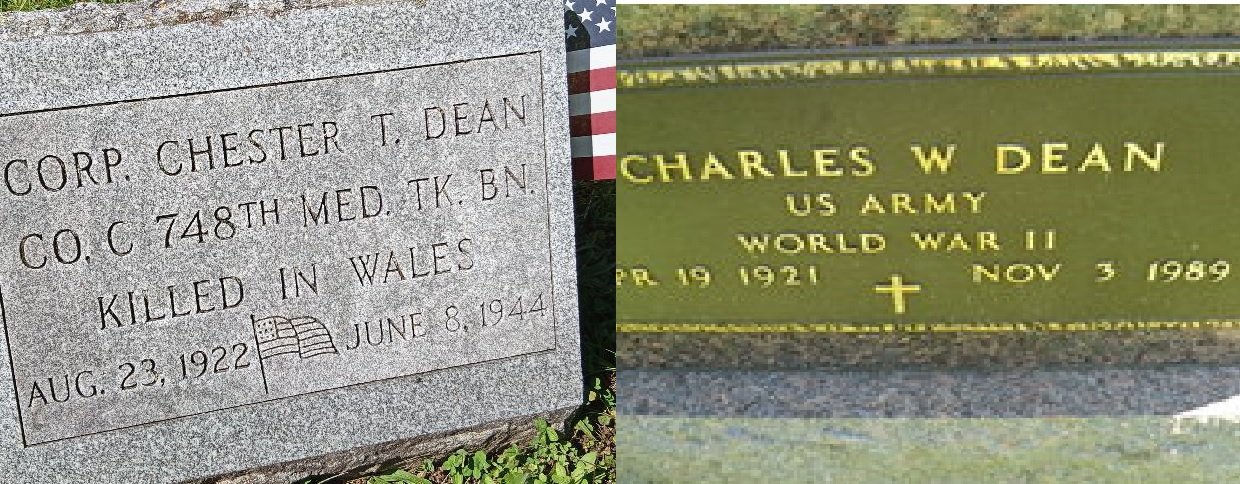 CORP. CHESTER T. DEAN
CO. C 748TH MED. TK. BN.
KILLED IN WALES
AUG. 23, 1922 JUNE 8, 1944
CHARLES W DEAN
US ARMY
WORLD WAR II
PR 19 1921 NOV 3 1989